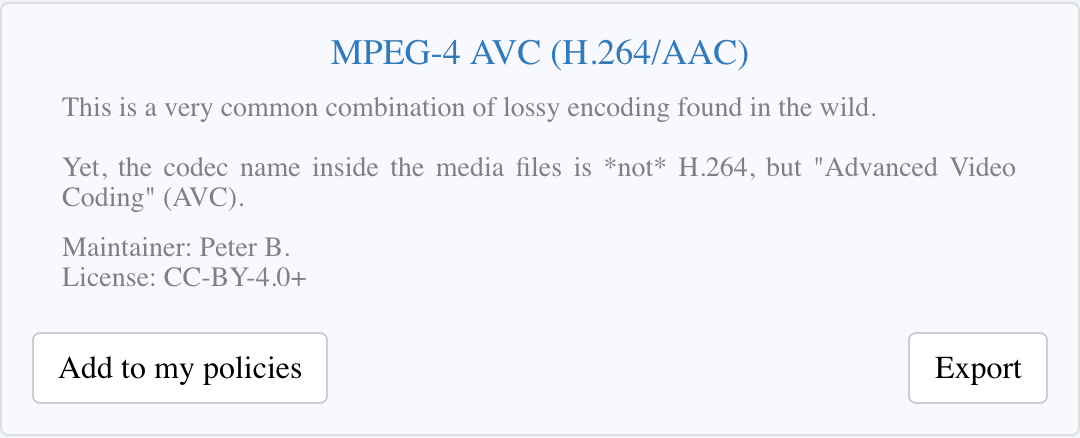 MPEG-4 AVC (H.264/AAC)
This is a very common combination of lossy encoding found in the wild.
Yet, the codec name inside the media files is *not* H.264, but "Advanced Video
Coding" (AVC).
Maintainer: Peter B.
License: CC-BY-4.0+
Add to my policies
Export